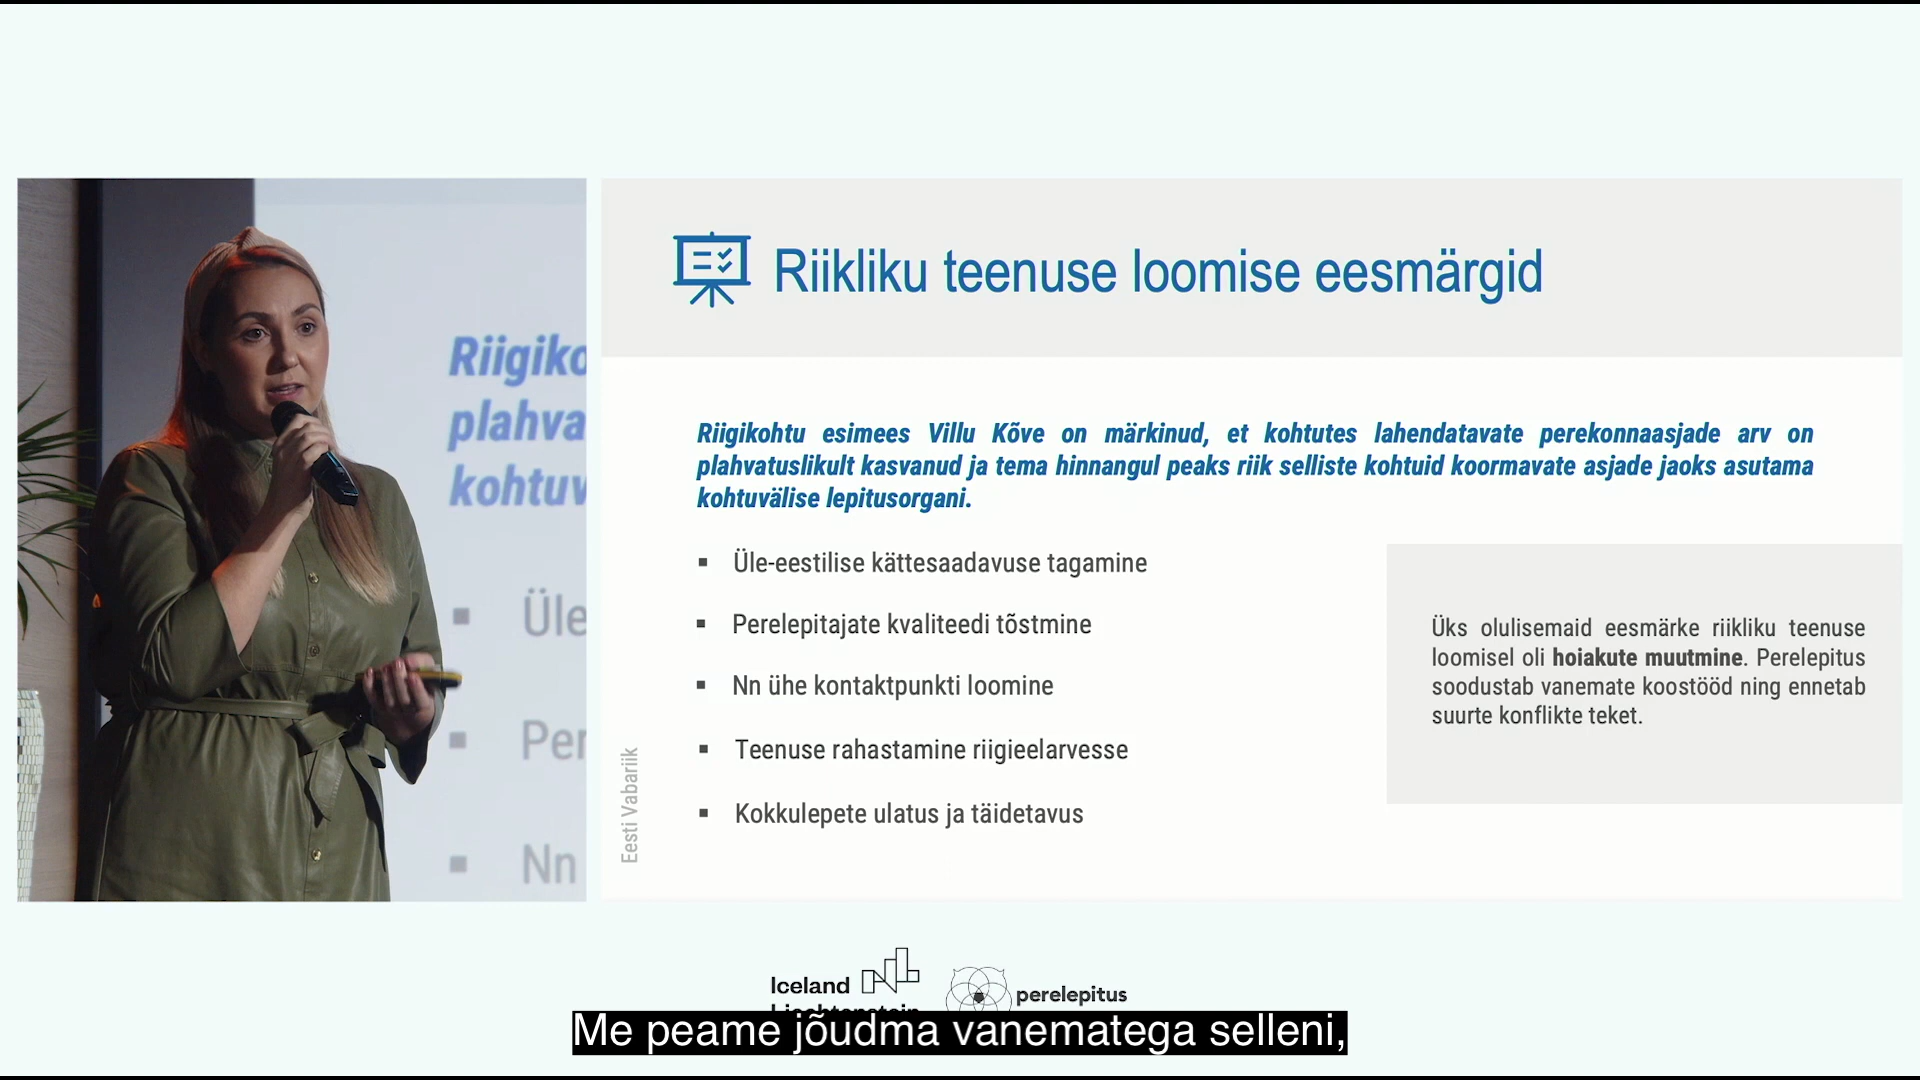 Riigiko
plahva
kohtuv
Üle
Per
Nn
Riikliku teenuse loomise eesmärgid
Riigikohtu esimees Villu Kõve on märkinud, et kohtutes lahendatavate perekonnaasjade arv on
plahvatuslikult kasvanud ja tema hinnangul peaks riik selliste kohtuid koormavate asjade jaoks asutama
kohtuvälise lepitusorgani.
Üle-eestilise kättesaadavuse tagamine
Perelepitajate kvaliteedi tõstmine
Nn ühe kontaktpunkti loomine
Teenuse rahastamine riigieelarvesse
Kokkulepete ulatus ja täidetavus
Üks olulisemaid eesmärke riikliku teenuse
loomisel oli hoiakute muutmine. Perelepitus
soodustab vanemate koostööd ning ennetab
suurte konflikte teket.
Eesti Vabariik
Iceland
Liechtenstein
perelepitus
Me peame jõudma vanematega selleni,